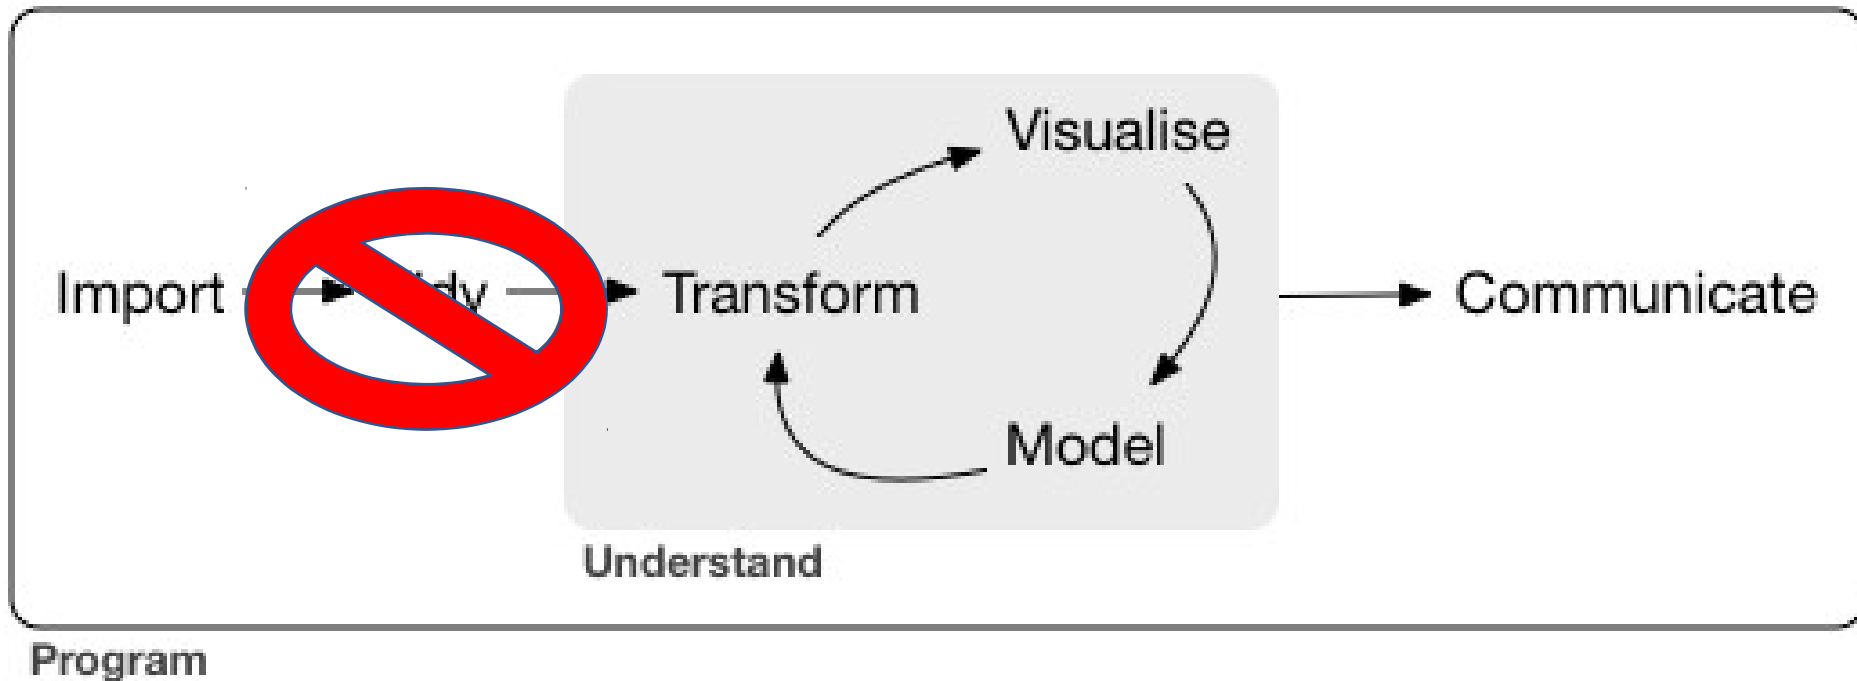 Visualise
Import
Transform
Communicate
Model
Understand
Program